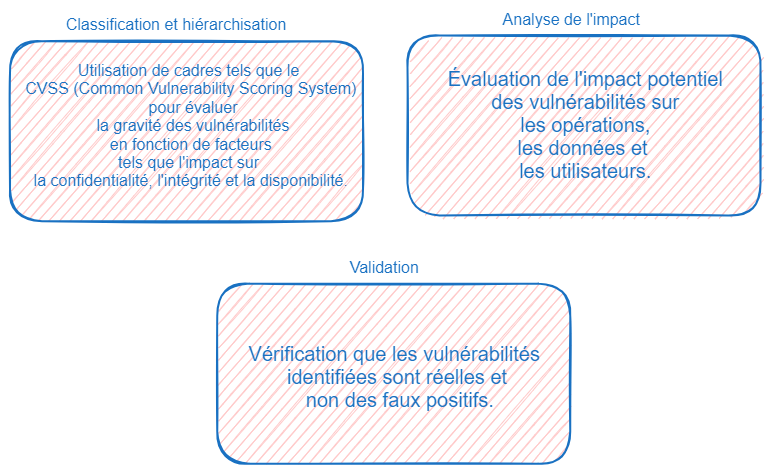 Classification et hiérarchisation
Utilisation de cadres tels que le
CVSS (Common Vulnerability Scoring System)
pour évaluer
la gravité des vulnérabilités
en fonction de facteurs
tels que l'impact sur
la confidentialité, l'intégrité et la disponibilité.
Analyse de l'impact
Évaluation de l'impact potentiel
des vulnérabilités sur
les opérations,
les données et
les utilisateurs.
Validation
Vérification que les vulnérabilités
identifiées sont réelles et
non des faux positifs.